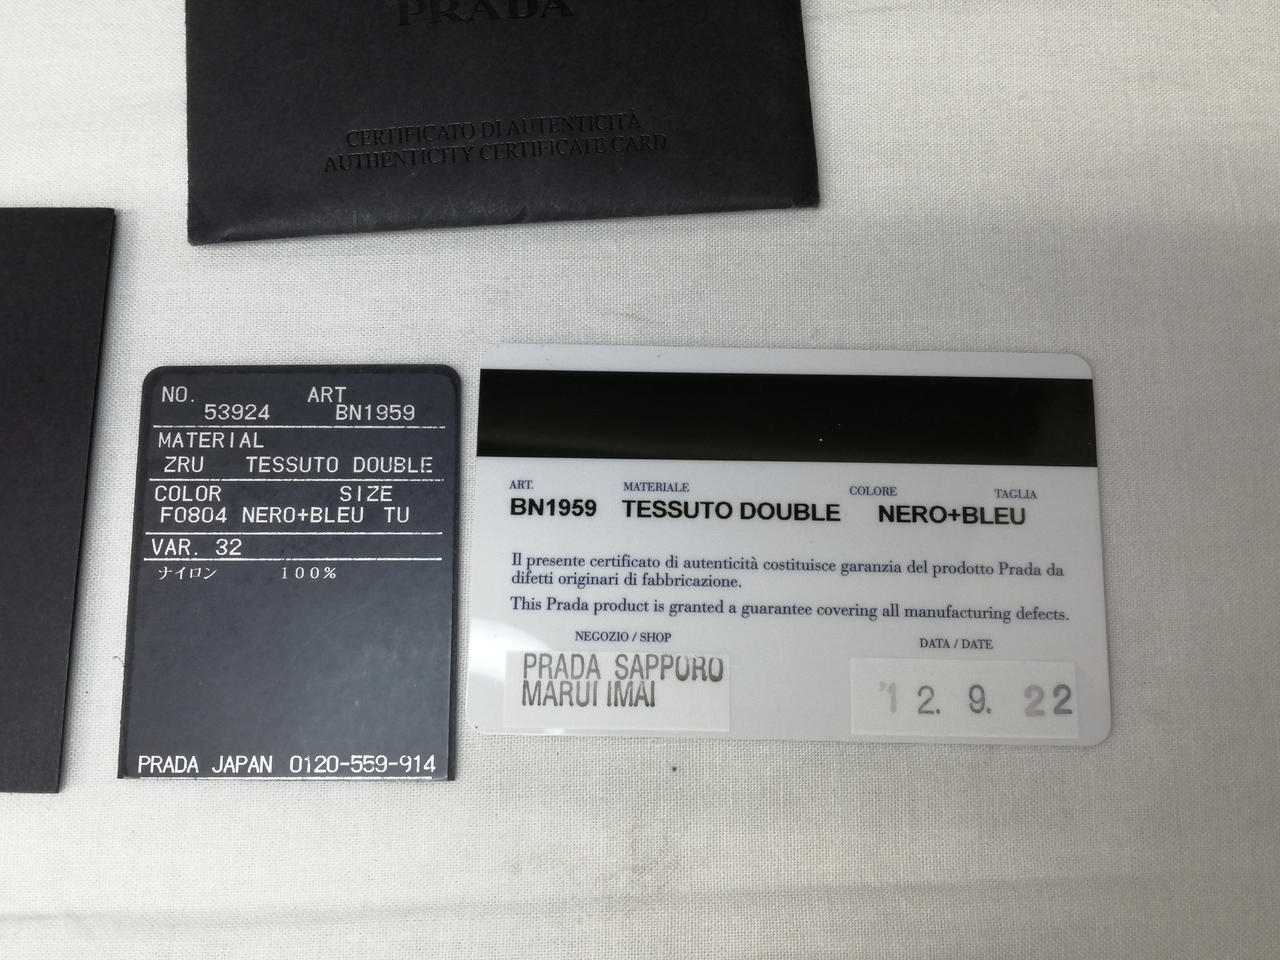 PRADA
CERTIFICATO DI AUTENTICITÀ
AUTHENTICITY CERTIFICATE CARD
NO. ART
53924 BN1959
MATERIAL
ZRU TESSUTO DOUBLE
COLOR SIZE
F0804 NERO+BLEU TU
VAR. 32
ナイロン 100%
PRADA JAPAN 0120-559-914
ART. MATERIALE COLORE TAGLIA
BN1959 TESSUTO DOUBLE NERO+BLEU
Il presente certificato di autenticità costituisce garanzia del prodotto Prada da
difetti originari di fabbricazione.
This Prada product is granted a guarantee covering all manufacturing defects.
NEGOZIO / SHOP DATA / DATE
PRADA SAPPORO
MARUI IMAI
'12. 9. 22